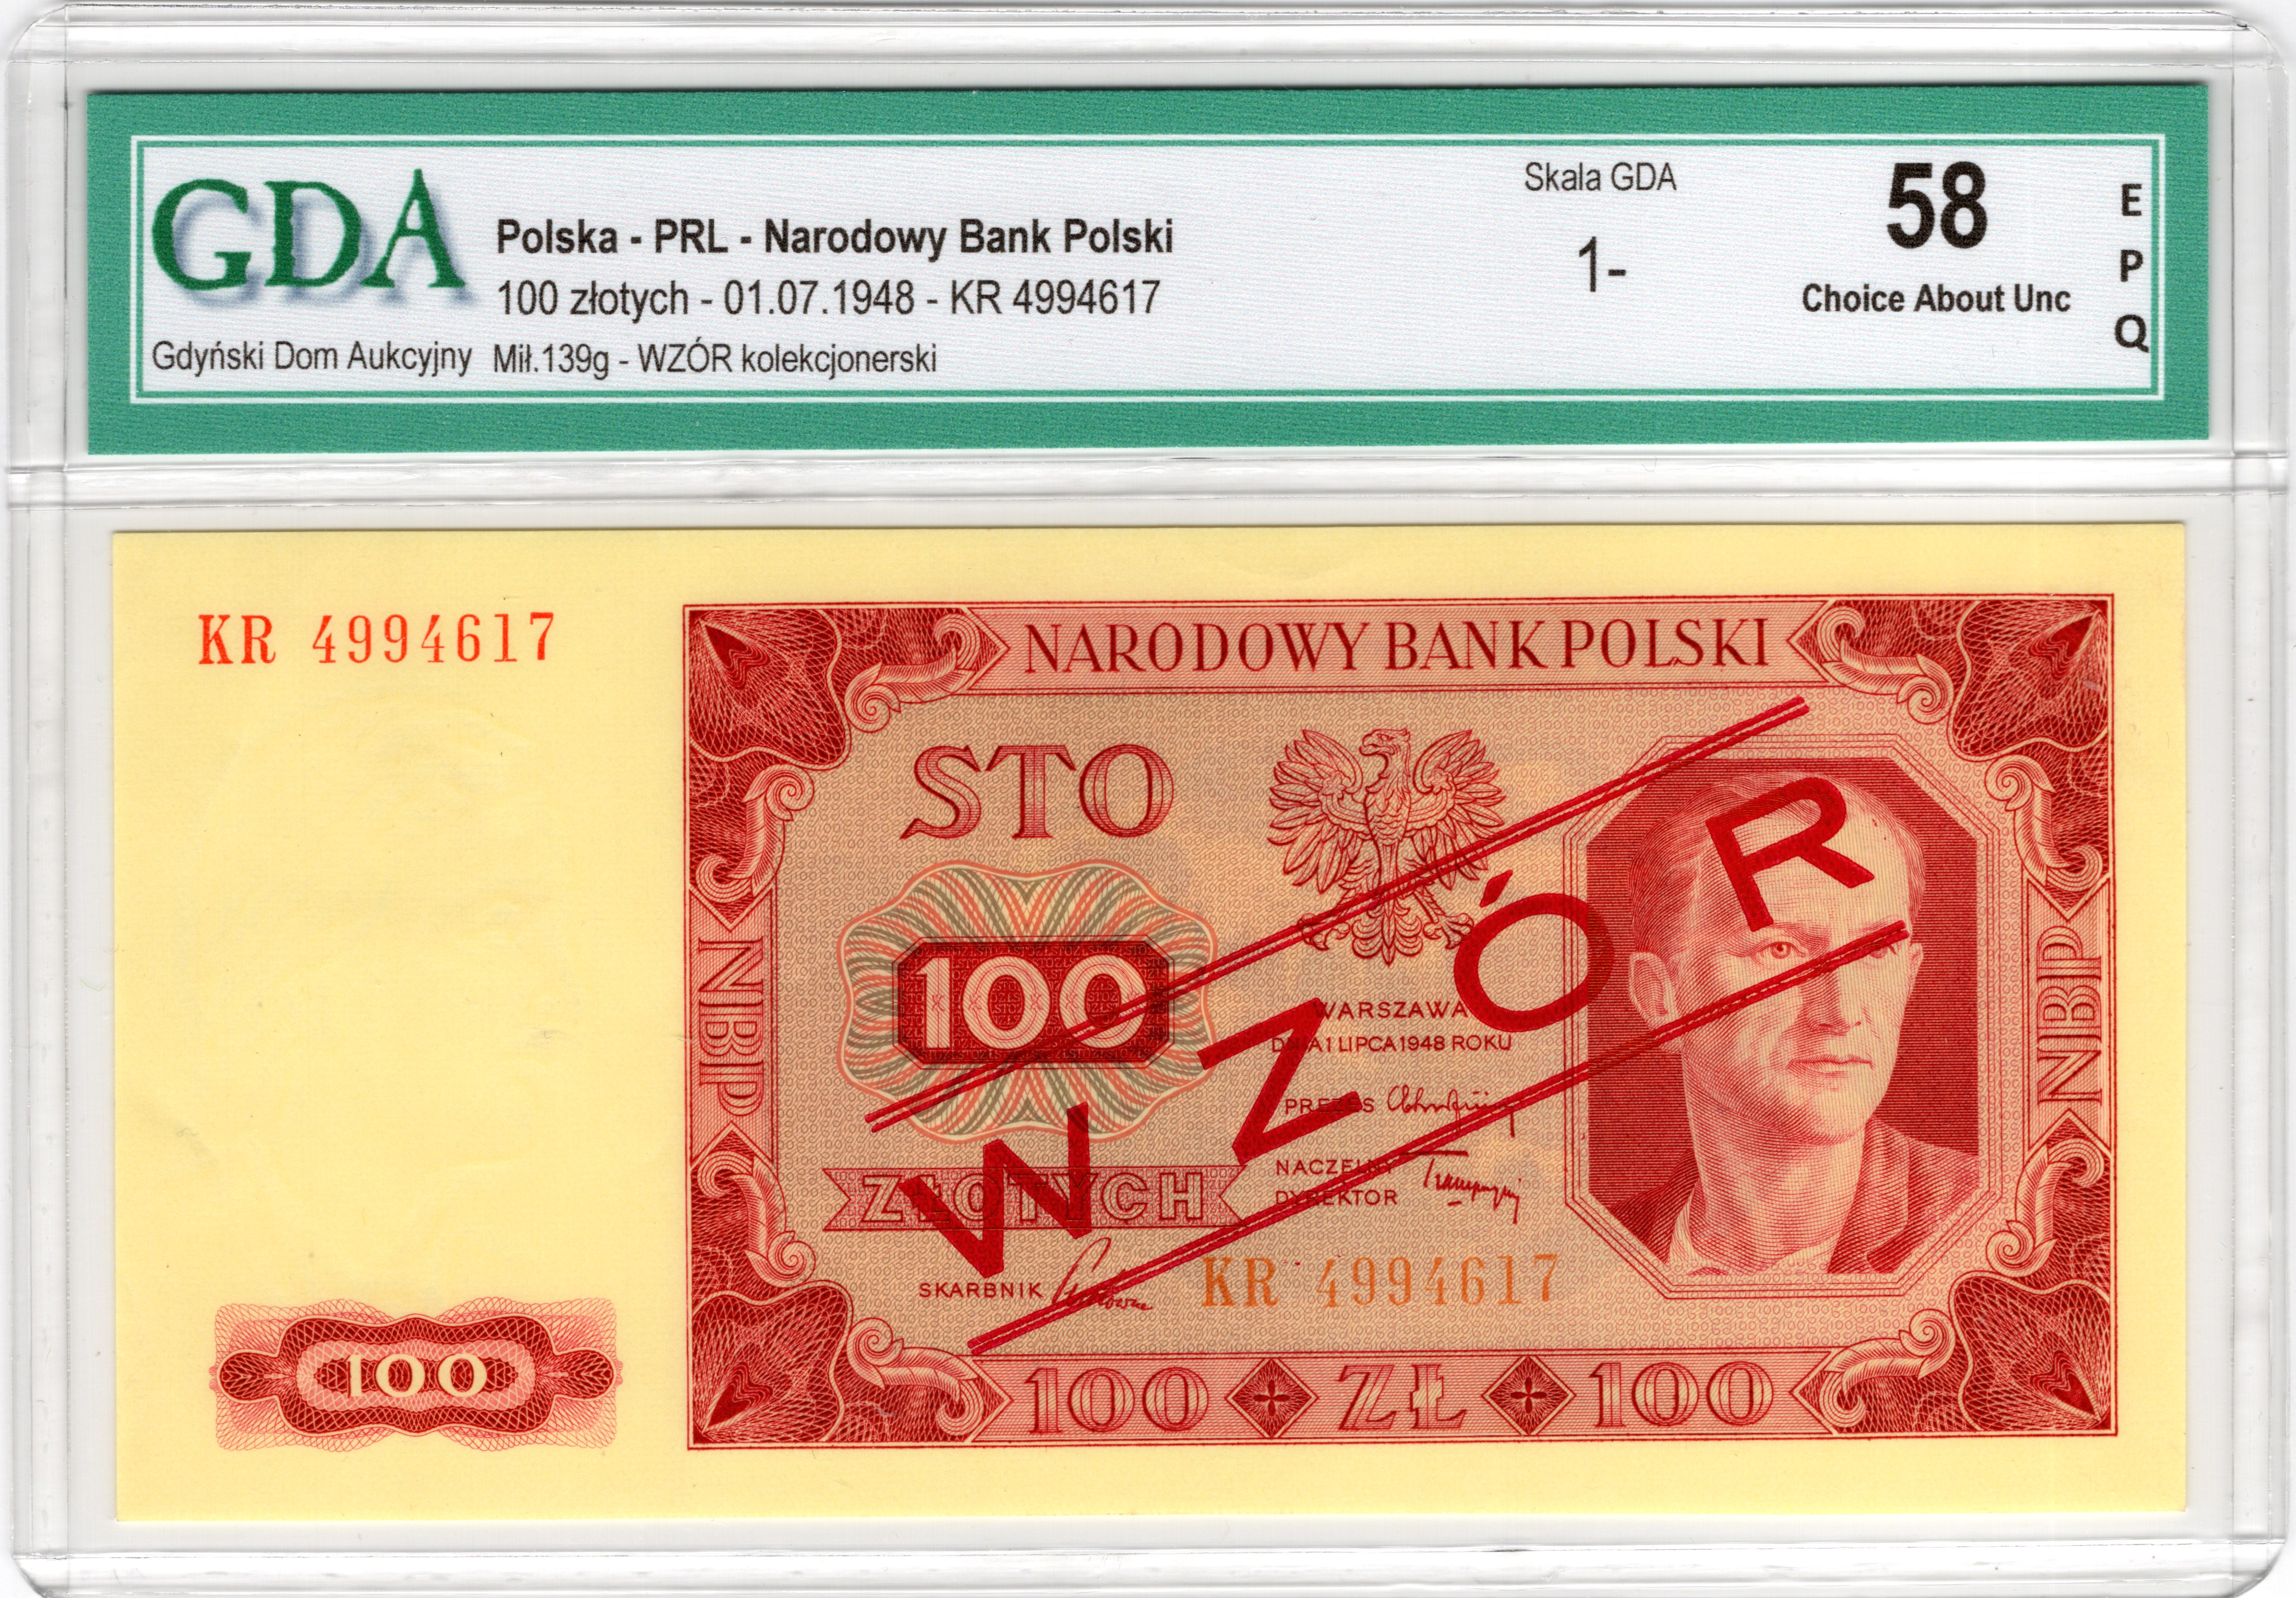 GDA
Gdyński Dom Aukcyjny
Polska - PRL - Narodowy Bank Polski
100 złotych - 01.07.1948 - KR 4994617
Mił.139g - WZÓR kolekcjonerski
Skala GDA
1-
58
Choice About Unc
E
P
Q
KR 4994617
NARODOWY BANK POLSKI
STO
100
ZŁOTYCH
WZÓR
WARSZAWA
DNIA 1 LIPCA 1948 ROKU
PREZES
NACZELNY
DYREKTOR
SKARBNIK
KR 4994617
NBP
NBP
100
100 ZŁ 100